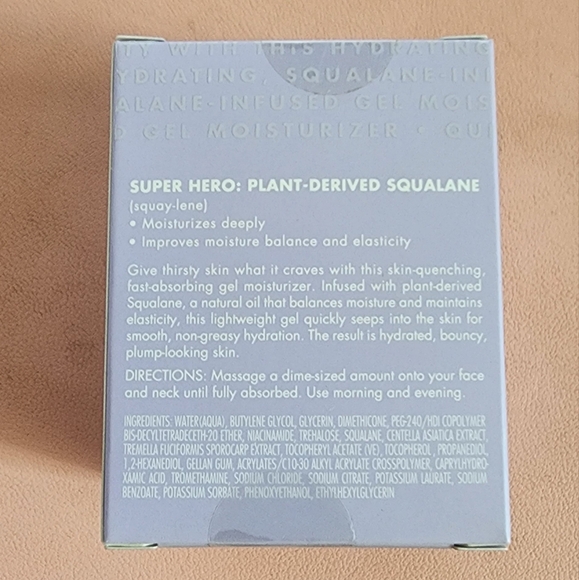 TY WITH THIS HYDRATING
YDRATING, SQUALANE-INF
ALANE-INFUSED GEL MOIS
D GEL MOISTURIZER • QU
SUPER HERO: PLANT-DERIVED SQUALANE
(squay-lene)
• Moisturizes deeply
• Improves moisture balance and elasticity
Give thirsty skin what it craves with this skin-quenching,
fast-absorbing gel moisturizer. Infused with plant-derived
Squalane, a natural oil that balances moisture and maintains
elasticity, this lightweight gel quickly seeps into the skin for
smooth, non-greasy hydration. The result is hydrated, bouncy,
plump-looking skin.
DIRECTIONS: Massage a dime-sized amount onto your face
and neck until fully absorbed. Use morning and evening.
INGREDIENTS: WATER(AQUA), BUTYLENE GLYCOL, GLYCERIN, DIMETHICONE, PEG-240/HDI COPOLYMER
BIS-DECYLTETRADECETH-20 ETHER, NIACINAMIDE, TREHALOSE, SQUALANE, CENTELLA ASIATICA EXTRACT,
TREMELLA FUCIFORMIS SPOROCARP EXTRACT, TOCOPHERYL ACETATE (VE), TOCOPHEROL, PROPANEDIOL,
1,2-HEXANEDIOL, GELLAN GUM, ACRYLATES/C10-30 ALKYL ACRYLATE CROSSPOLYMER, CAPRYLHYDRO-
XAMIC ACID, TROMETHAMINE, SODIUM CHLORIDE, SODIUM CITRATE, POTASSIUM LAURATE, SODIUM
BENZOATE, POTASSIUM SORBATE, PHENOXYETHANOL, ETHYLHEXYLGLYCERIN